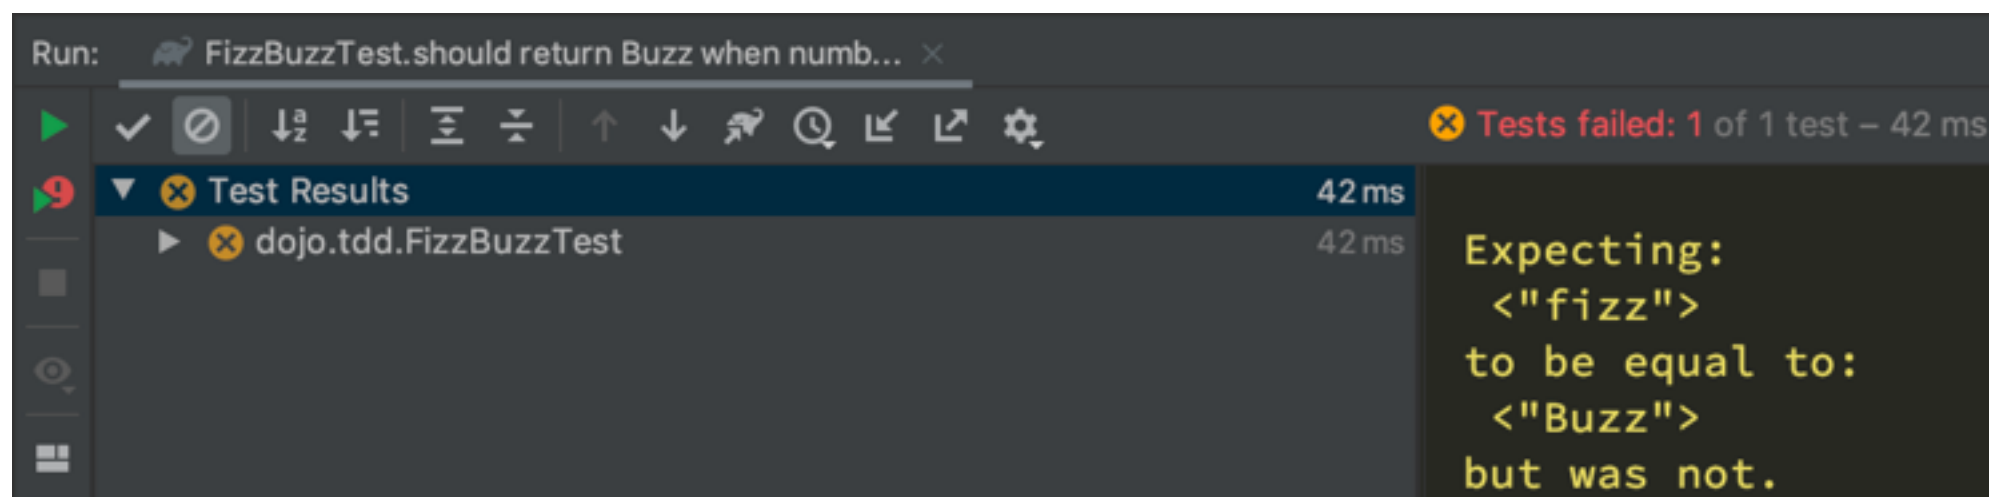 Run: FizzBuzzTest.should return Buzz when numb...
Tests failed: 1 of 1 test – 42 ms
Test Results 42 ms
dojo.tdd.FizzBuzzTest 42 ms
Expecting:
<"fizz">
to be equal to:
<"Buzz">
but was not.